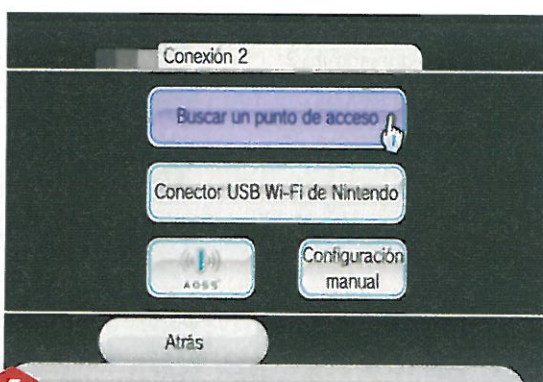 Conexión 2
Buscar un punto de acceso
Conector USB Wi-Fi de Nintendo
AOSS
Configuración
manual
Atrás